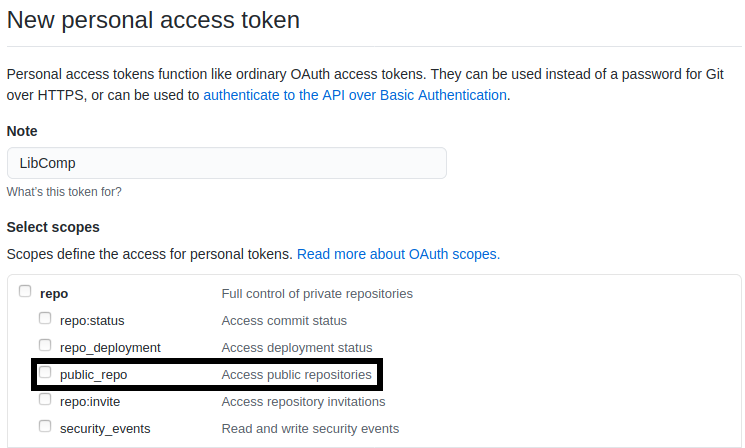 New personal access token
Personal access tokens function like ordinary OAuth access tokens. They can be used instead of a password for Git
over HTTPS, or can be used to authenticate to the API over Basic Authentication.
Note
LibComp
What's this token for?
Select scopes
Scopes define the access for personal tokens. Read more about OAuth scopes.
repo Full control of private repositories
repo:status Access commit status
repo_deployment Access deployment status
public_repo Access public repositories
repo:invite Access repository invitations
security_events Read and write security events